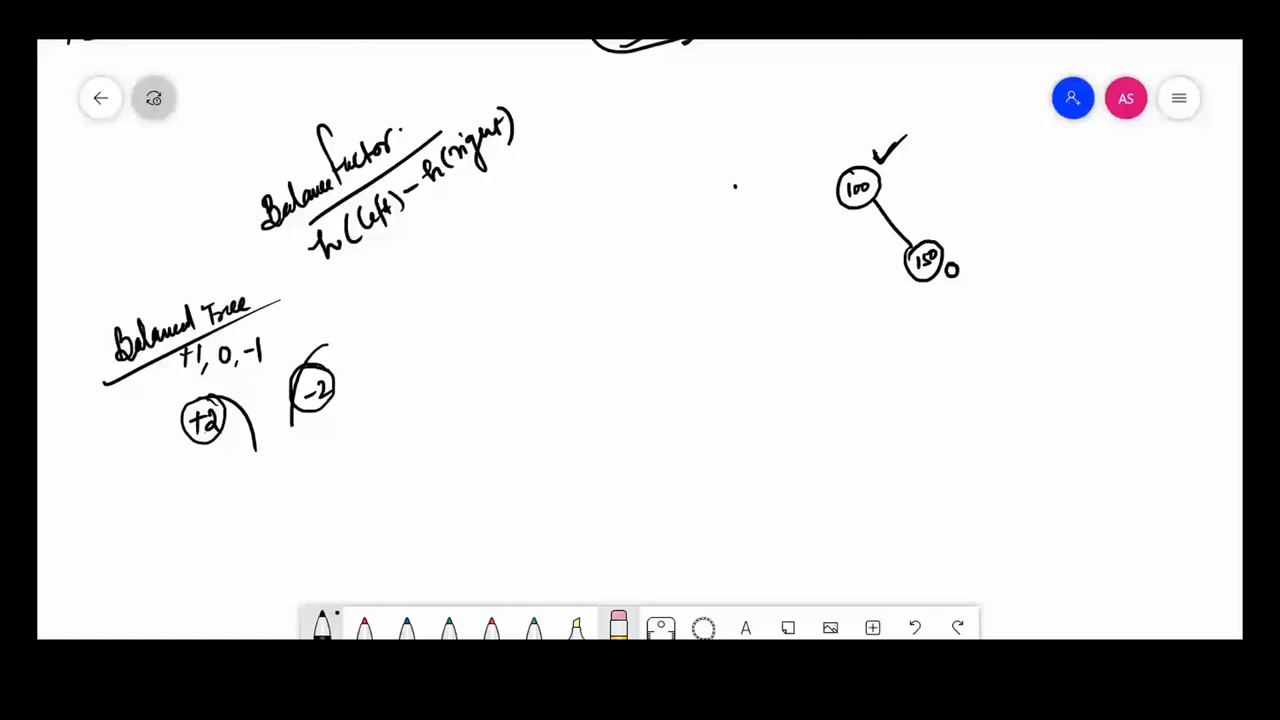 AS
Balance Factor.
h(left) - h(right)
100
150 0
Balanced Tree
+1, 0, -1
-2
+2
A